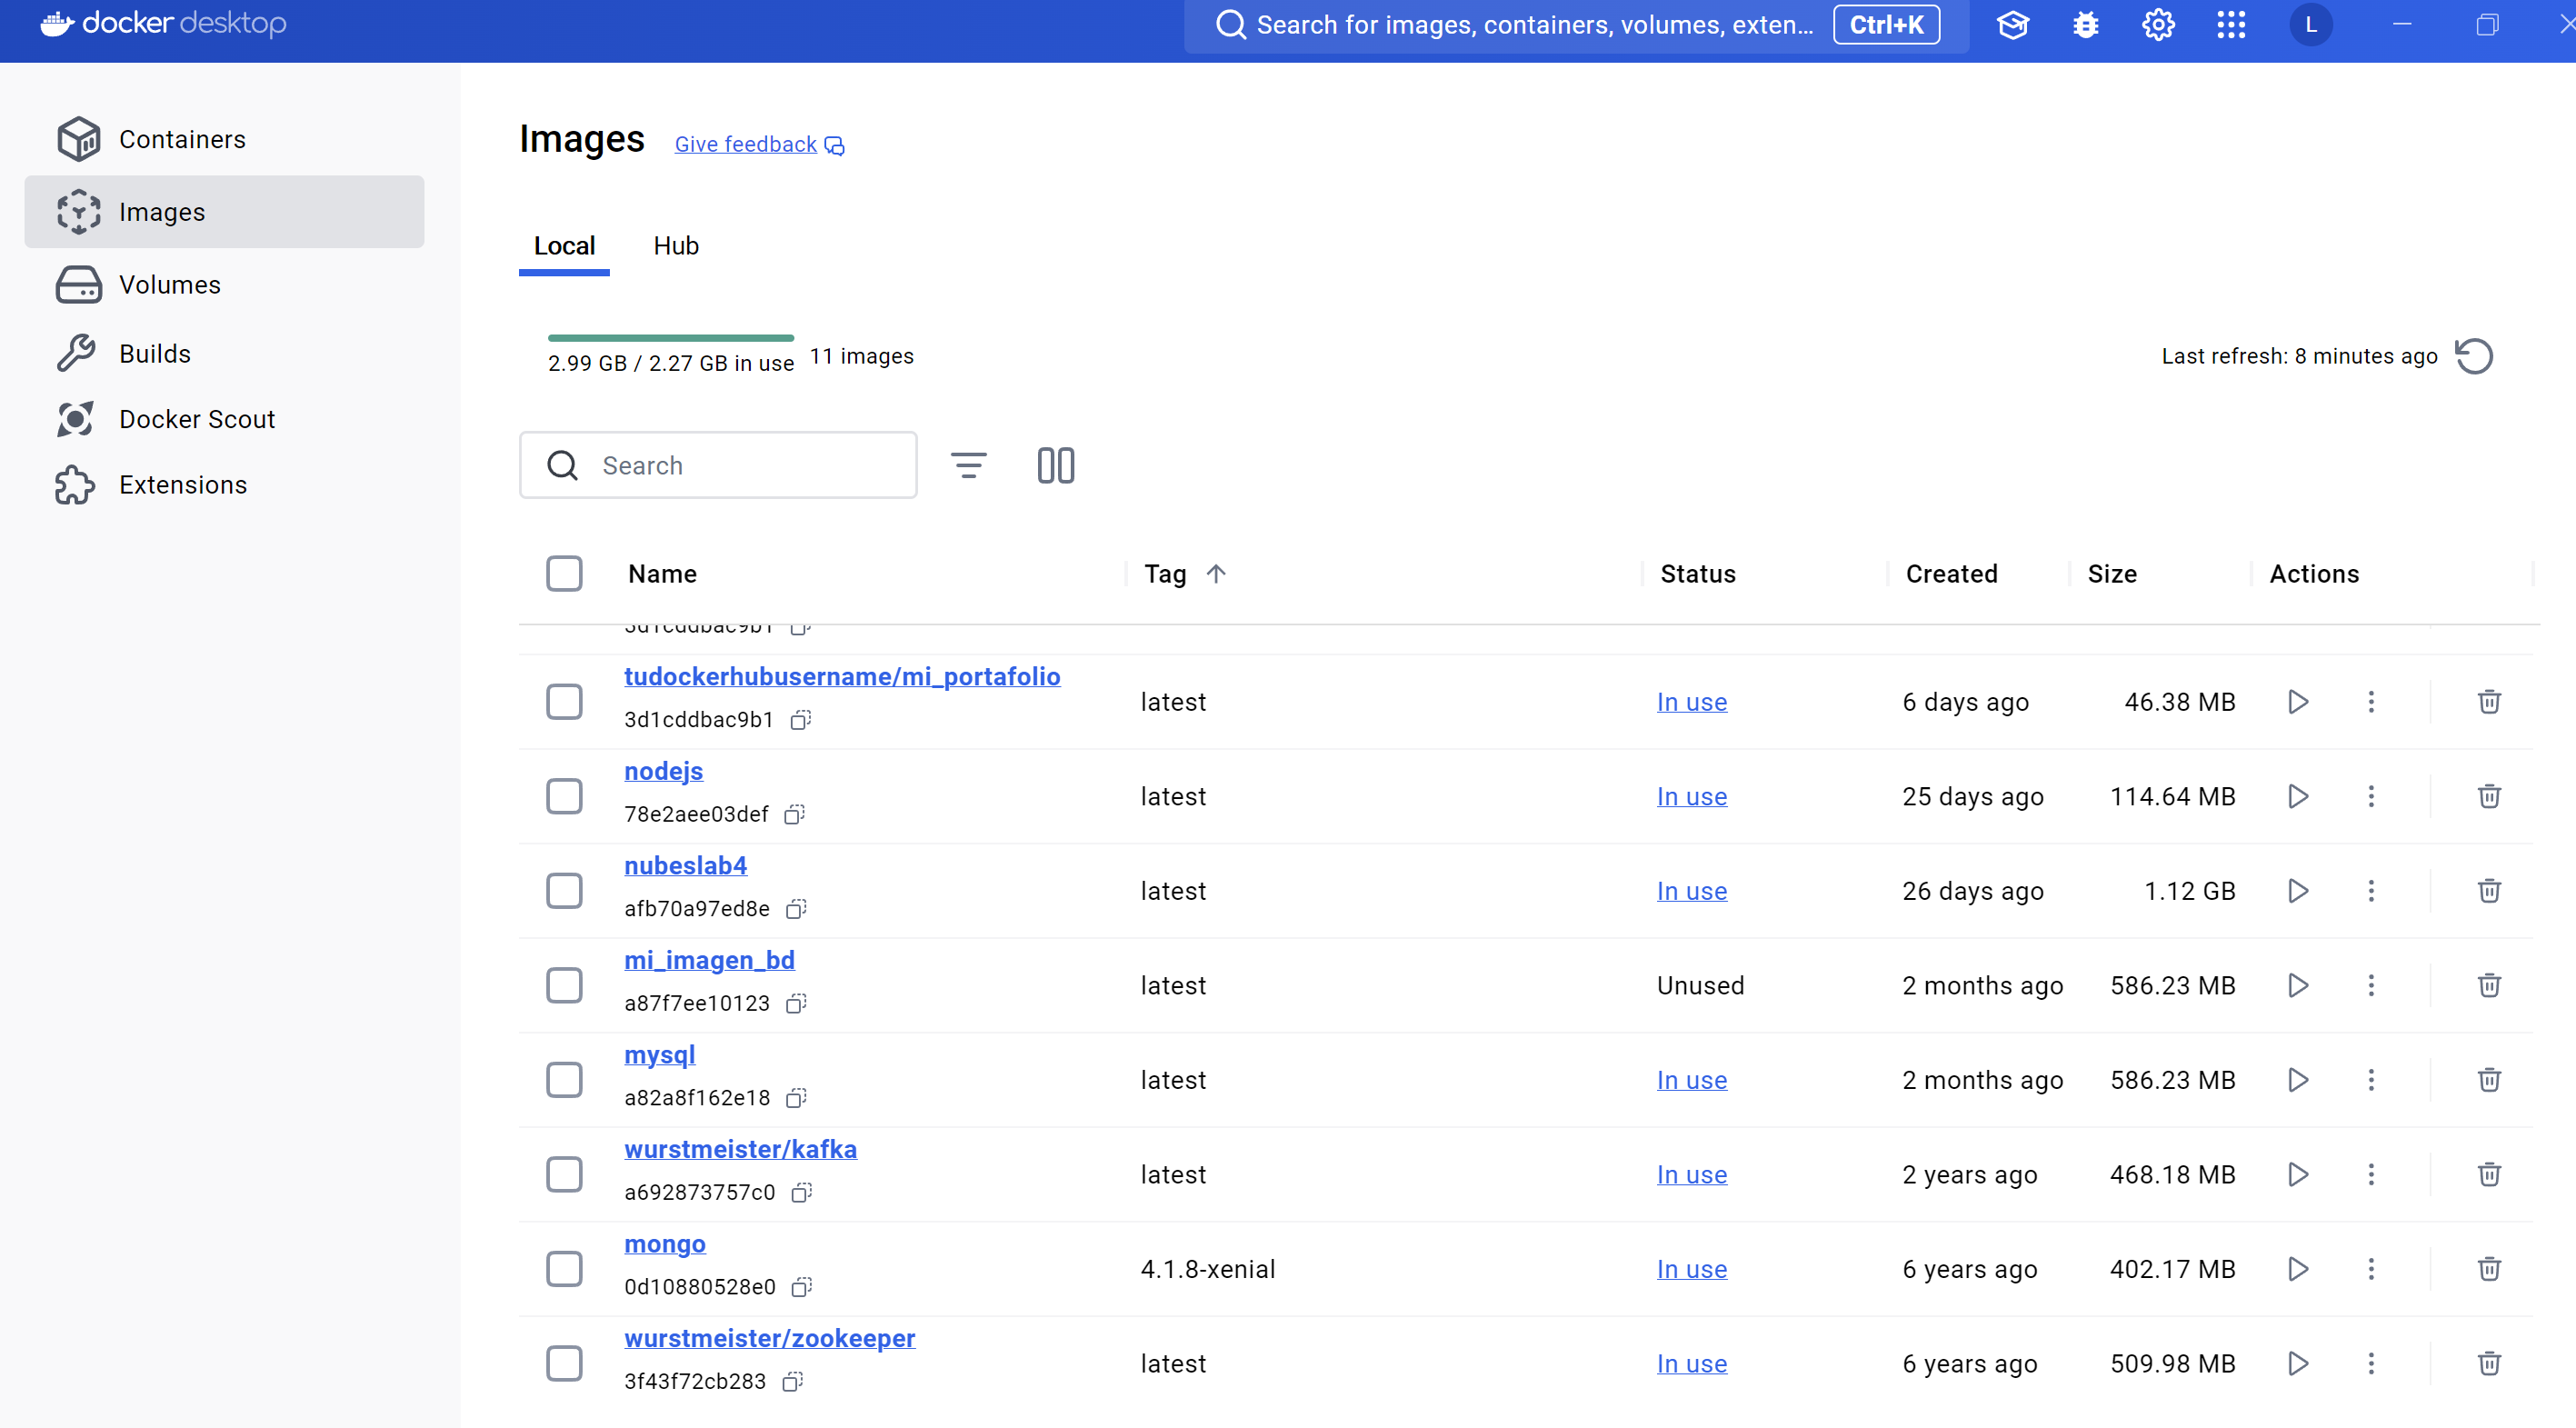 docker desktop
Search for images, containers, volumes, exten... Ctrl+K
L
Containers
Images
Volumes
Builds
Docker Scout
Extensions
Images Give feedback
Local Hub
2.99 GB / 2.27 GB in use 11 images
Last refresh: 8 minutes ago
Search
Name Tag Status Created Size Actions
3d1cddbac9b1
tudockerhubusername/mi_portafolio
3d1cddbac9b1 latest In use 6 days ago 46.38 MB
nodejs
78e2aee03def latest In use 25 days ago 114.64 MB
nubeslab4
afb70a97ed8e latest In use 26 days ago 1.12 GB
mi_imagen_bd
a87f7ee10123 latest Unused 2 months ago 586.23 MB
mysql
a82a8f162e18 latest In use 2 months ago 586.23 MB
wurstmeister/kafka
a692873757c0 latest In use 2 years ago 468.18 MB
mongo
0d10880528e0 4.1.8-xenial In use 6 years ago 402.17 MB
wurstmeister/zookeeper
3f43f72cb283 latest In use 6 years ago 509.98 MB